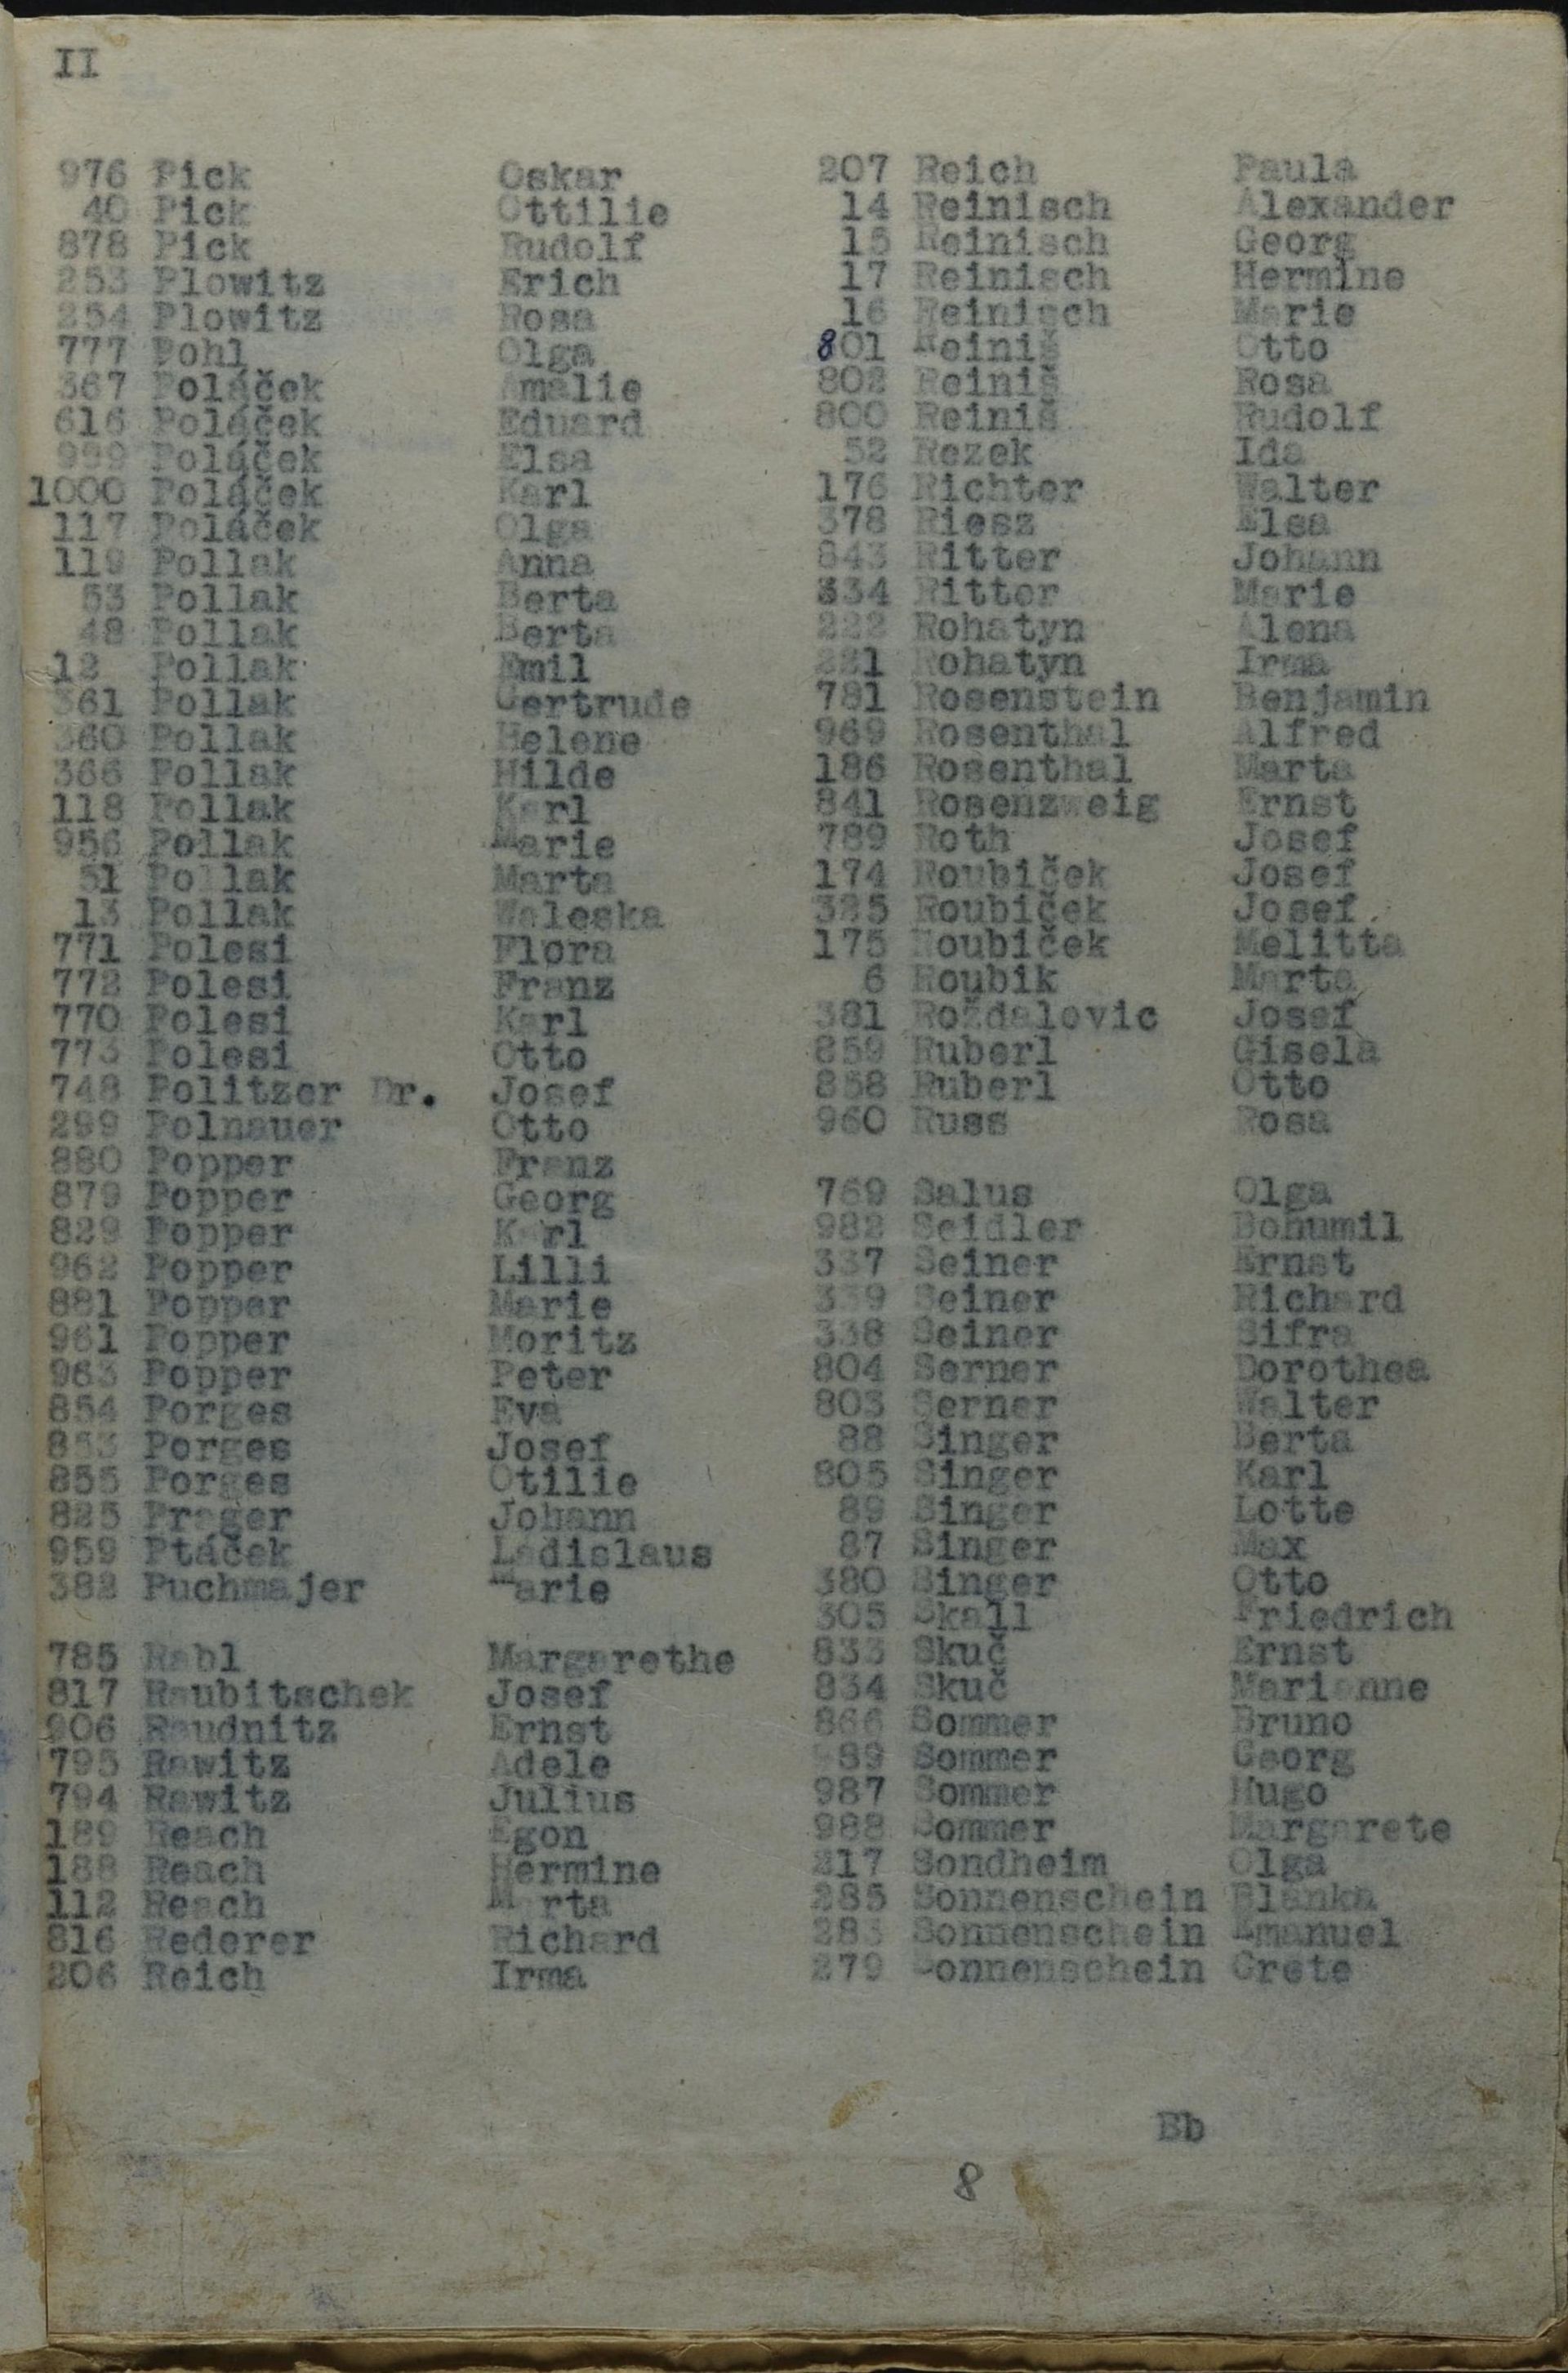 II
976 Pick Oskar
40 Pick Ottilie
878 Pick Rudolf
253 Plowitz Erich
254 Plowitz Rosa
777 Pohl Olga
367 Poláček Amalie
616 Poláček Eduard
999 Poláček Elsa
1000 Poláček Karl
117 Poláček Olga
119 Pollak Anna
53 Pollak Berta
48 Pollak Berta
12 Pollak Emil
361 Pollak Gertrude
360 Pollak Helene
366 Pollak Hilde
118 Pollak Karl
956 Pollak Marie
51 Pollak Marta
13 Pollak Waleska
771 Polesi Flora
772 Polesi Franz
770 Polesi Karl
773 Polesi Otto
748 Politzer Dr. Josef
299 Polnauer Otto
880 Popper Franz
879 Popper Georg
829 Popper Karl
962 Popper Lilli
881 Popper Marie
961 Popper Moritz
963 Popper Peter
854 Porges Eva
853 Porges Josef
855 Porges Otilie
825 Prager Johann
959 Ptáček Ladislaus
382 Puchmajer Marie
785 Rabl Margarethe
817 Raubitschek Josef
906 Raudnitz Ernst
795 Rawitz Adele
794 Rawitz Julius
189 Reach Egon
188 Reach Hermine
112 Reach Marta
816 Rederer Richard
206 Reich Irma
207 Reich Paula
14 Reinisch Alexander
15 Reinisch Georg
17 Reinisch Hermine
16 Reinisch Marie
801 Reiniš Otto
802 Reiniš Rosa
800 Reiniš Rudolf
52 Rezek Ida
176 Richter Walter
378 Riesz Elsa
843 Ritter Johann
334 Ritter Marie
222 Rohatyn Alena
221 Rohatyn Irma
781 Rosenstein Benjamin
969 Rosenthal Alfred
186 Rosenthal Marta
841 Rosenzweig Ernst
789 Roth Josef
174 Roubiček Josef
325 Roubiček Josef
175 Roubiček Melitta
6 Roubik Marta
381 Roždalovic Josef
859 Ruberl Gisela
858 Ruberl Otto
960 Russ Rosa
769 Salus Olga
982 Seidler Bohumil
337 Seiner Ernst
339 Seiner Richard
338 Seiner Sifra
804 Serner Dorothea
803 Serner Walter
88 Singer Berta
805 Singer Karl
89 Singer Lotte
87 Singer Max
380 Singer Otto
305 Skall Friedrich
833 Skuč Ernst
834 Skuč Marianne
866 Sommer Bruno
989 Sommer Georg
987 Sommer Hugo
988 Sommer Margarete
217 Sondheim Olga
285 Sonnenschein Blanka
283 Sonnenschein Emanuel
279 Sonnenschein Grete
Bb
8